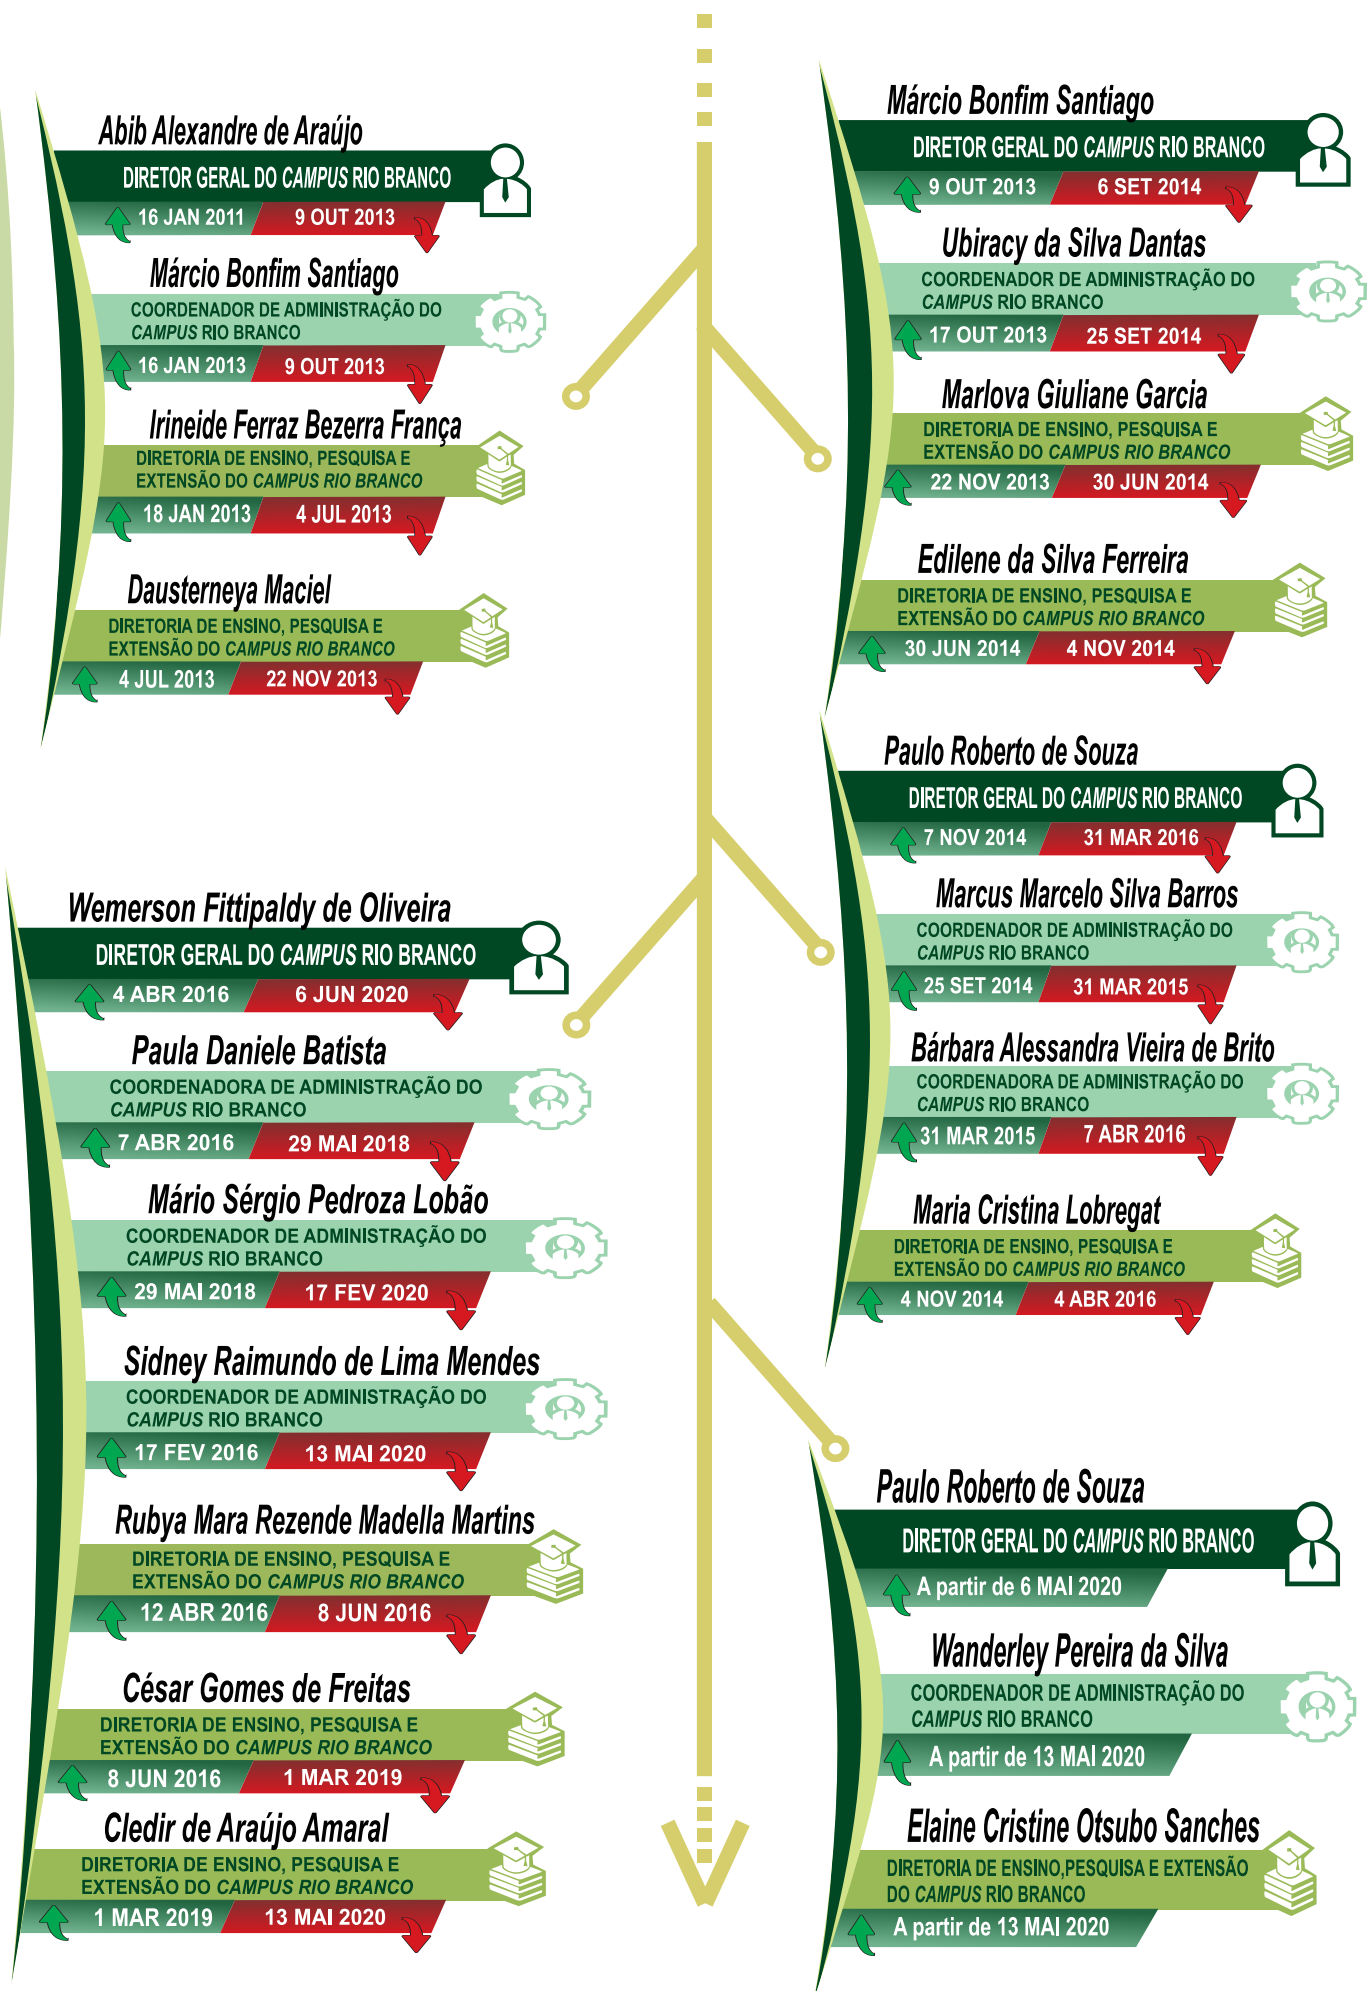 Abib Alexandre de Araújo
DIRETOR GERAL DO CAMPUS RIO BRANCO
16 JAN 2011 9 OUT 2013
Márcio Bonfim Santiago
COORDENADOR DE ADMINISTRAÇÃO DO
CAMPUS RIO BRANCO
16 JAN 2013 9 OUT 2013
Irineide Ferraz Bezerra França
DIRETORIA DE ENSINO, PESQUISA E
EXTENSÃO DO CAMPUS RIO BRANCO
18 JAN 2013 4 JUL 2013
Dausterneya Maciel
DIRETORIA DE ENSINO, PESQUISA E
EXTENSÃO DO CAMPUS RIO BRANCO
4 JUL 2013 22 NOV 2013
Márcio Bonfim Santiago
DIRETOR GERAL DO CAMPUS RIO BRANCO
9 OUT 2013 6 SET 2014
Ubiracy da Silva Dantas
COORDENADOR DE ADMINISTRAÇÃO DO
CAMPUS RIO BRANCO
17 OUT 2013 25 SET 2014
Marlova Giuliane Garcia
DIRETORIA DE ENSINO, PESQUISA E
EXTENSÃO DO CAMPUS RIO BRANCO
22 NOV 2013 30 JUN 2014
Edilene da Silva Ferreira
DIRETORIA DE ENSINO, PESQUISA E
EXTENSÃO DO CAMPUS RIO BRANCO
30 JUN 2014 4 NOV 2014
Paulo Roberto de Souza
DIRETOR GERAL DO CAMPUS RIO BRANCO
7 NOV 2014 31 MAR 2016
Marcus Marcelo Silva Barros
COORDENADOR DE ADMINISTRAÇÃO DO
CAMPUS RIO BRANCO
25 SET 2014 31 MAR 2015
Bárbara Alessandra Vieira de Brito
COORDENADORA DE ADMINISTRAÇÃO DO
CAMPUS RIO BRANCO
31 MAR 2015 7 ABR 2016
Maria Cristina Lobregat
DIRETORIA DE ENSINO, PESQUISA E
EXTENSÃO DO CAMPUS RIO BRANCO
4 NOV 2014 4 ABR 2016
Wemerson Fittipaldy de Oliveira
DIRETOR GERAL DO CAMPUS RIO BRANCO
4 ABR 2016 6 JUN 2020
Paula Daniele Batista
COORDENADORA DE ADMINISTRAÇÃO DO
CAMPUS RIO BRANCO
7 ABR 2016 29 MAI 2018
Mário Sérgio Pedroza Lobão
COORDENADOR DE ADMINISTRAÇÃO DO
CAMPUS RIO BRANCO
29 MAI 2018 17 FEV 2020
Sidney Raimundo de Lima Mendes
COORDENADOR DE ADMINISTRAÇÃO DO
CAMPUS RIO BRANCO
17 FEV 2016 13 MAI 2020
Rubya Mara Rezende Madella Martins
DIRETORIA DE ENSINO, PESQUISA E
EXTENSÃO DO CAMPUS RIO BRANCO
12 ABR 2016 8 JUN 2016
César Gomes de Freitas
DIRETORIA DE ENSINO, PESQUISA E
EXTENSÃO DO CAMPUS RIO BRANCO
8 JUN 2016 1 MAR 2019
Cledir de Araújo Amaral
DIRETORIA DE ENSINO, PESQUISA E
EXTENSÃO DO CAMPUS RIO BRANCO
1 MAR 2019 13 MAI 2020
Paulo Roberto de Souza
DIRETOR GERAL DO CAMPUS RIO BRANCO
A partir de 6 MAI 2020
Wanderley Pereira da Silva
COORDENADOR DE ADMINISTRAÇÃO DO
CAMPUS RIO BRANCO
A partir de 13 MAI 2020
Elaine Cristine Otsubo Sanches
DIRETORIA DE ENSINO,PESQUISA E EXTENSÃO
DO CAMPUS RIO BRANCO
A partir de 13 MAI 2020